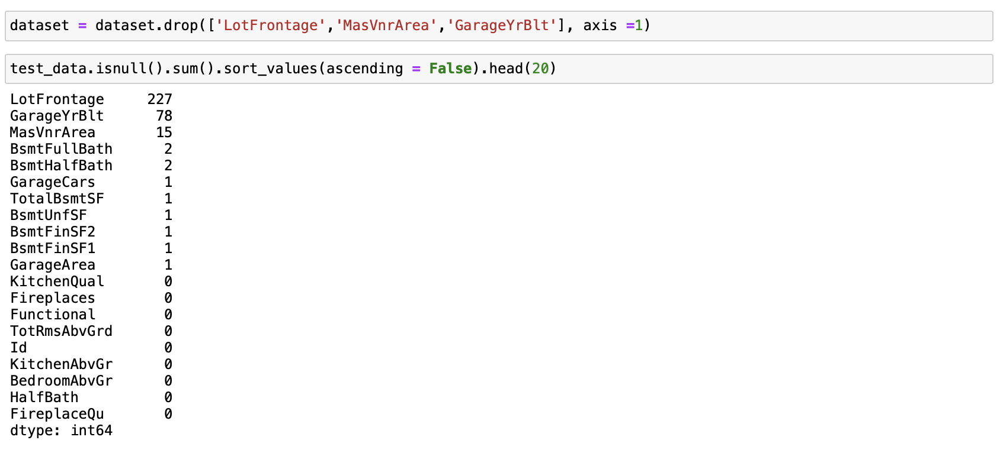 dataset = dataset.drop(['LotFrontage','MasVnrArea','GarageYrBlt'], axis =1)
test_data.isnull().sum().sort_values(ascending = False).head(20)
LotFrontage     227
GarageYrBlt      78
MasVnrArea       15
BsmtFullBath      2
BsmtHalfBath      2
GarageCars        1
TotalBsmtSF       1
BsmtUnfSF         1
BsmtFinSF2        1
BsmtFinSF1        1
GarageArea        1
KitchenQual       0
Fireplaces        0
Functional        0
TotRmsAbvGrd      0
Id                0
KitchenAbvGr      0
BedroomAbvGr      0
HalfBath          0
FireplaceQu       0
dtype: int64